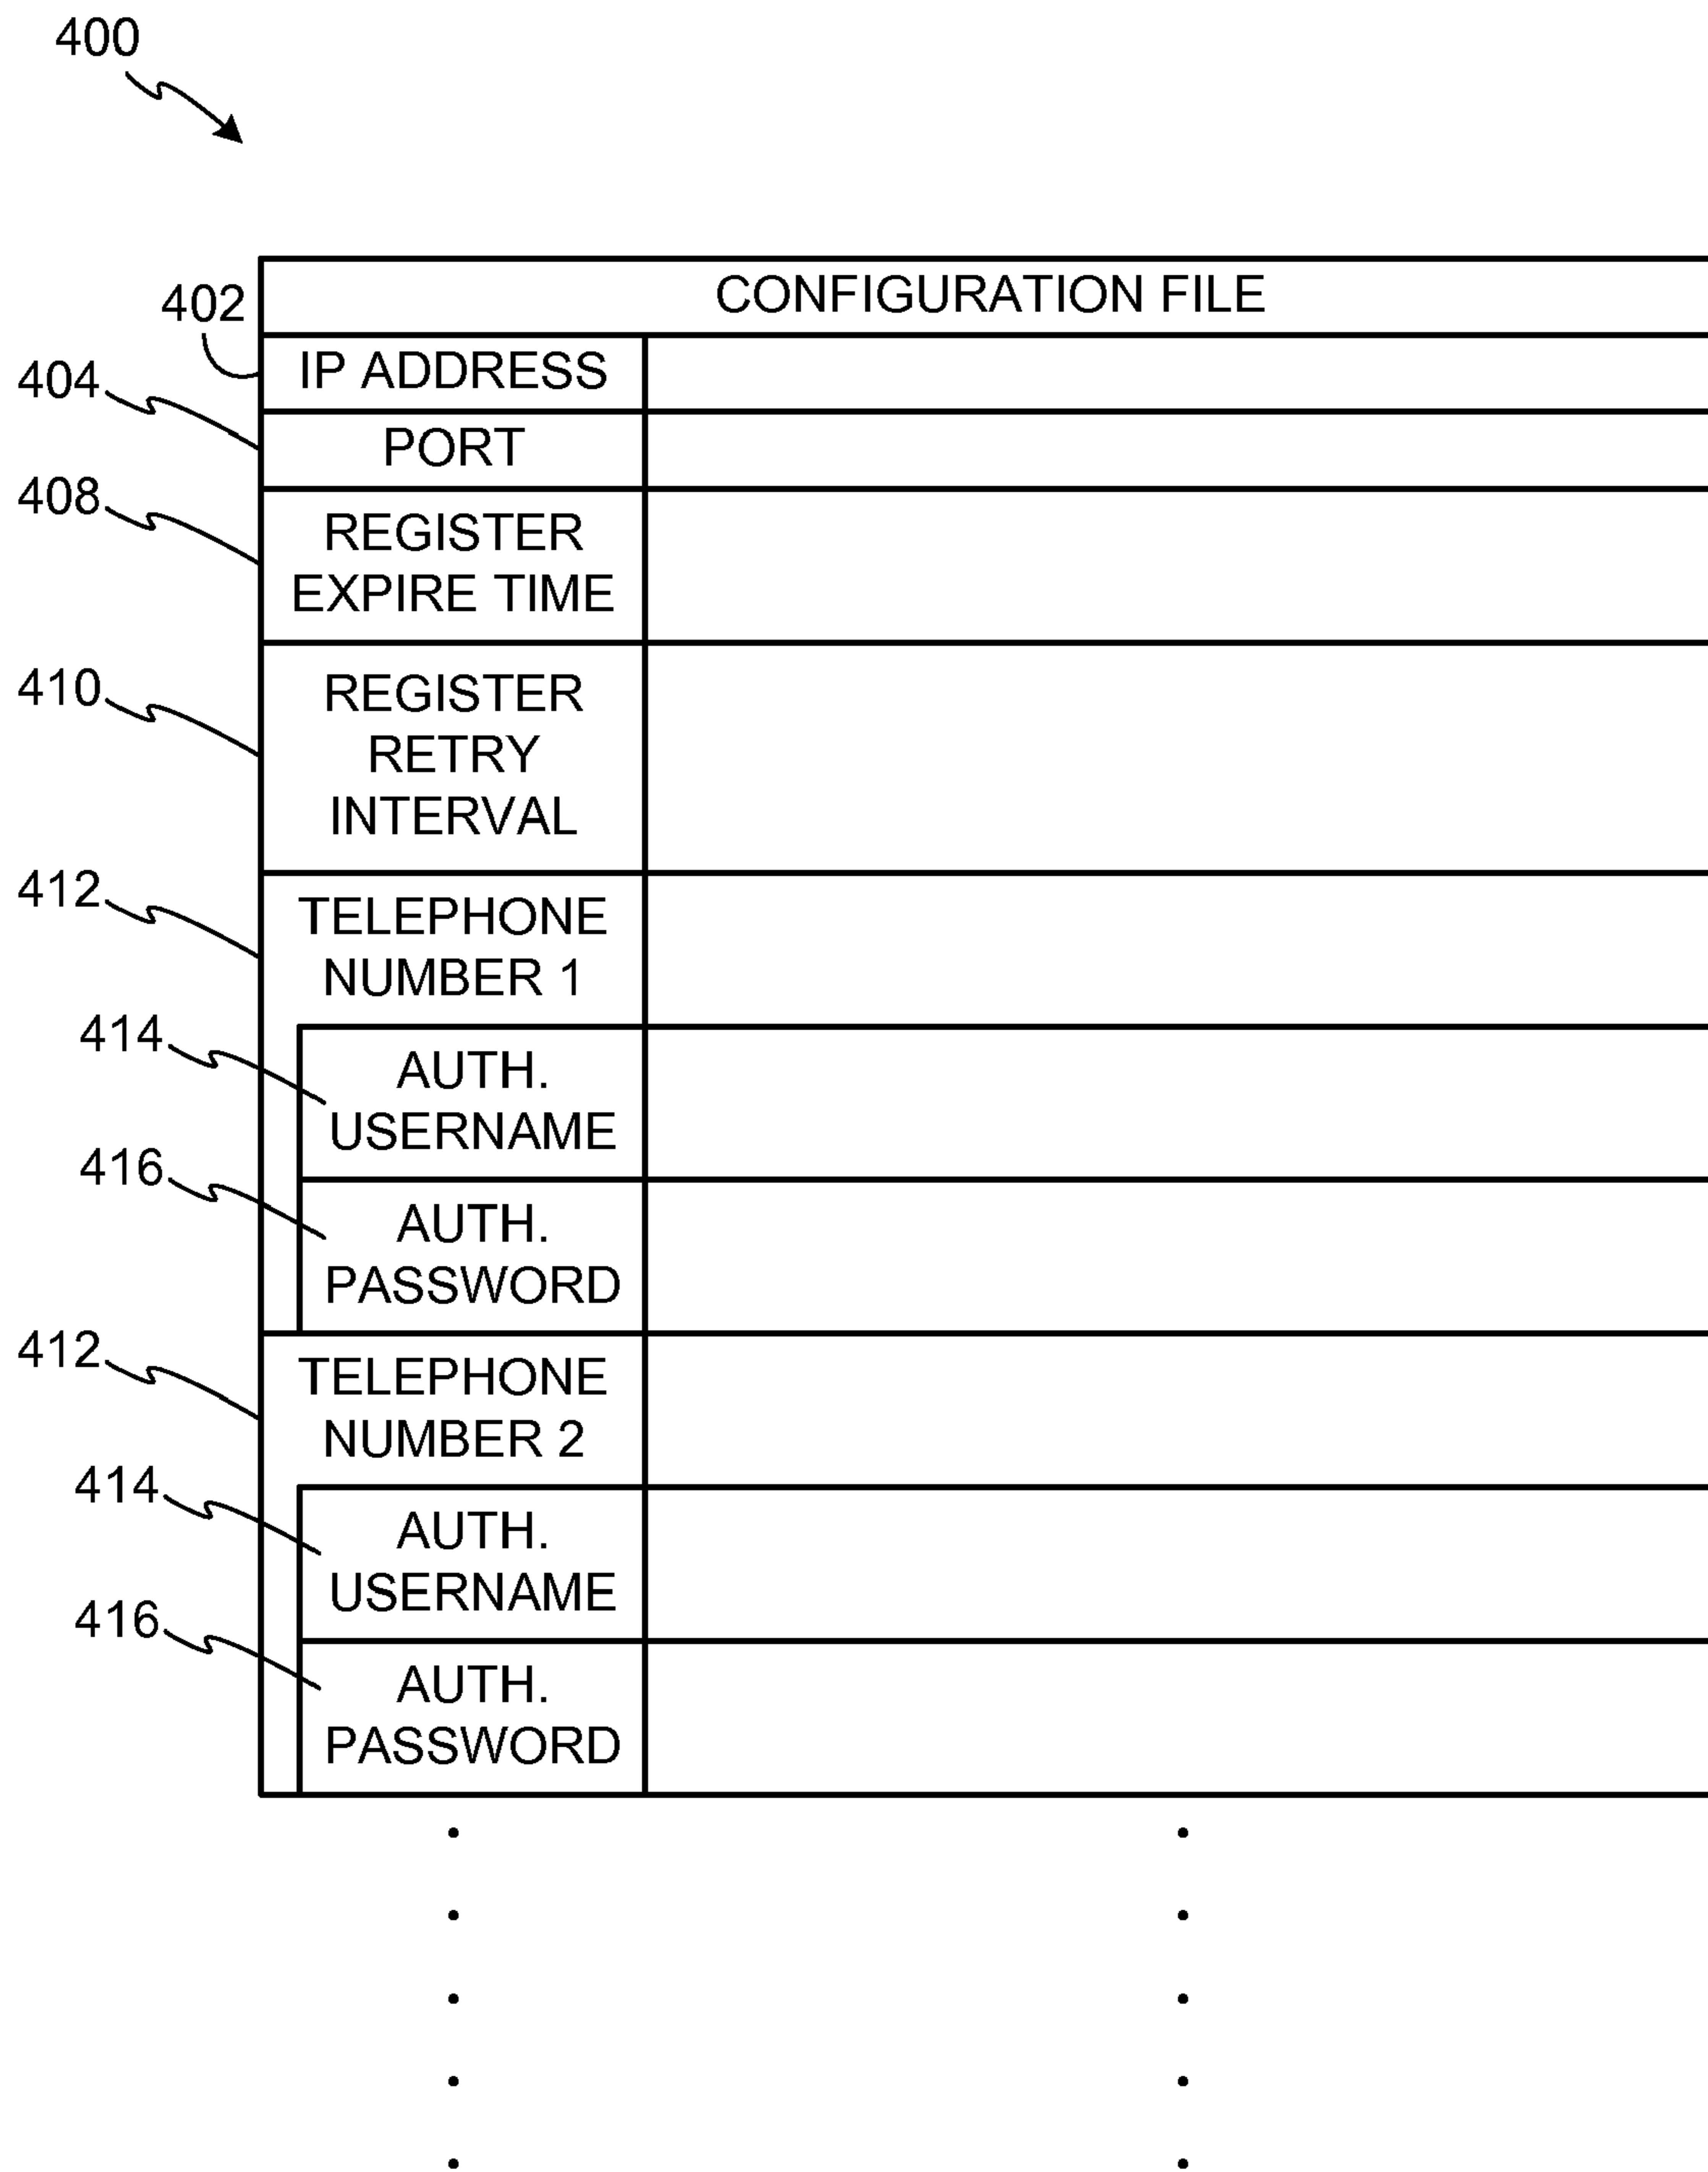 400
CONFIGURATION FILE
402
IP ADDRESS
404
PORT
408
REGISTER
EXPIRE TIME
410
REGISTER
RETRY
INTERVAL
412
TELEPHONE
NUMBER 1
414
AUTH.
USERNAME
416
AUTH.
PASSWORD
412
TELEPHONE
NUMBER 2
414
AUTH.
USERNAME
416
AUTH.
PASSWORD